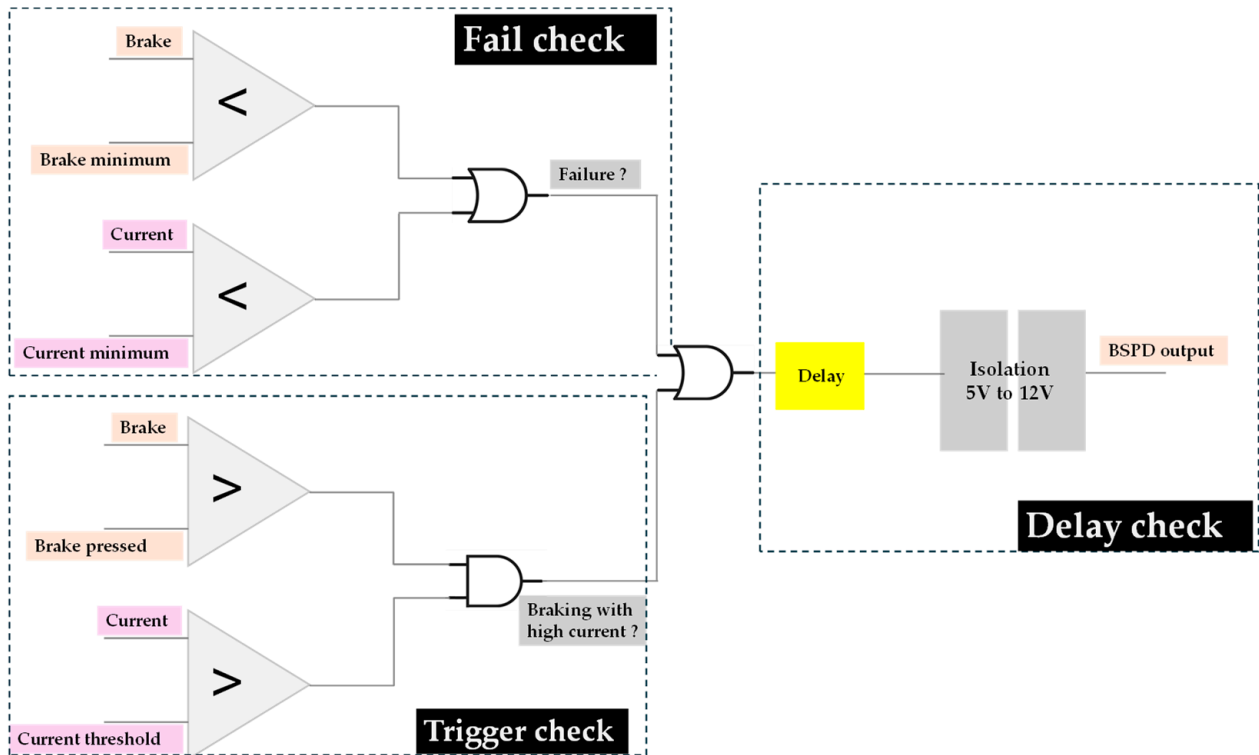 Fail check
Brake
<
Brake minimum
Failure ?
Current
<
Current minimum
Brake
>
Brake pressed
Current
>
Current threshold
Braking with
high current ?
Trigger check
Delay
Isolation
5V to 12V
BSPD output
Delay check